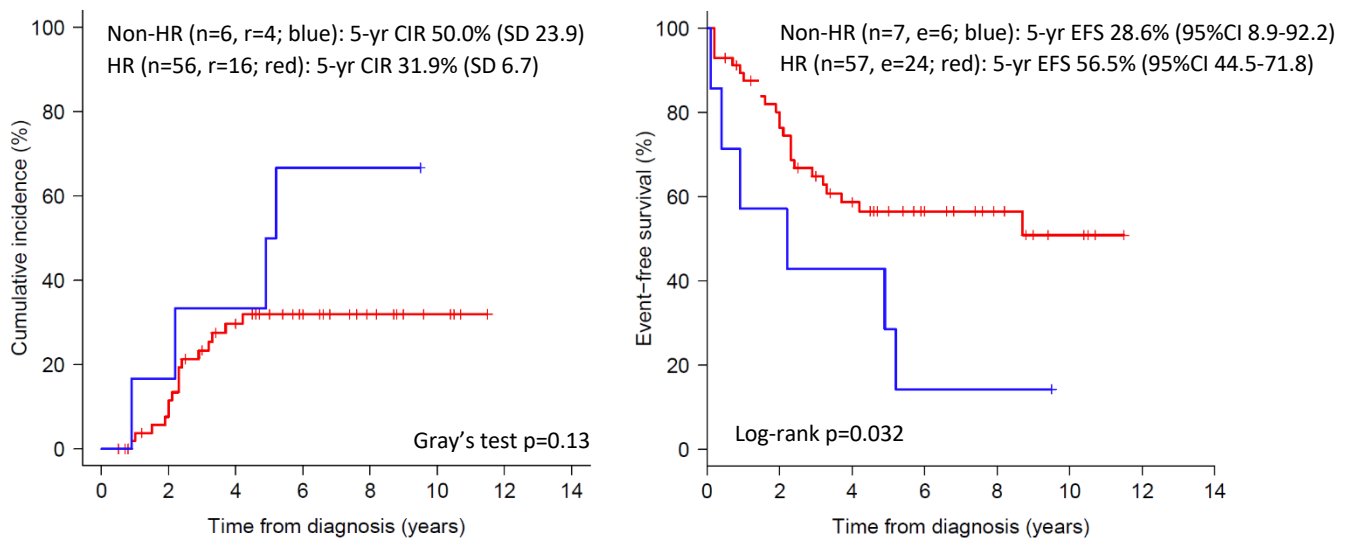 Non-HR (n=6, r=4; blue): 5-yr CIR 50.0% (SD 23.9)
HR (n=56, r=16; red): 5-yr CIR 31.9% (SD 6.7)
Cumulative incidence (%)
100
80
60
40
20
0
Gray's test p=0.13
0 2 4 6 8 10 12 14
Time from diagnosis (years)
Non-HR (n=7, e=6; blue): 5-yr EFS 28.6% (95%CI 8.9-92.2)
HR (n=57, e=24; red): 5-yr EFS 56.5% (95%CI 44.5-71.8)
Event-free survival (%)
100
80
60
40
20
0
Log-rank p=0.032
0 2 4 6 8 10 12 14
Time from diagnosis (years)